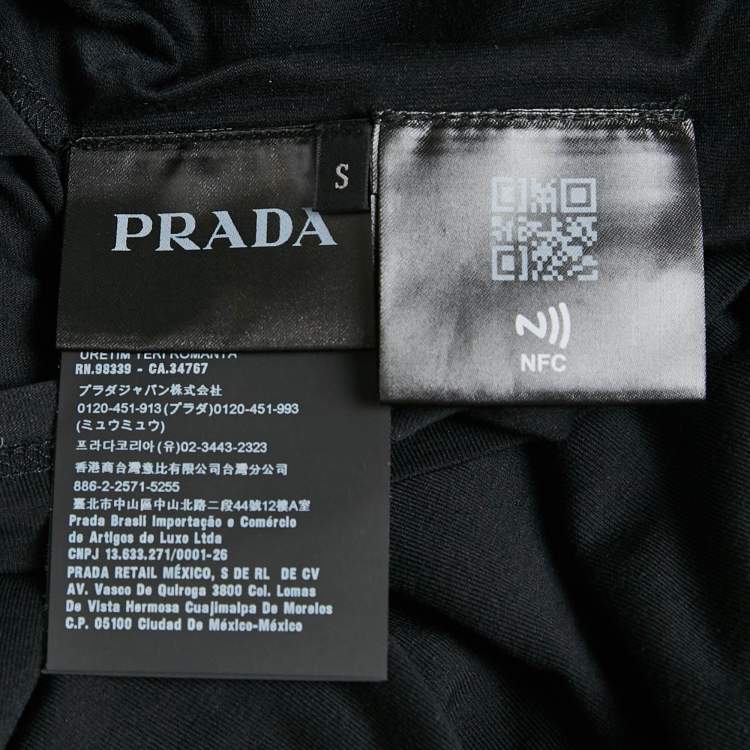 S
PRADA
NFC
ÜRETİM YERİ ROMANYA
RN.98339 - CA.34767
プラダジャパン株式会社
0120-451-913(プラダ)0120-451-993
(ミュウミュウ)
프라다코리아(유)02-3443-2323
香港商台灣意比有限公司台灣分公司
886-2-2571-5255
臺北市中山區中山北路二段44號12樓A室
Prada Brasil Importação e Comércio
de Artigos de Luxo Ltda
CNPJ 13.633.271/0001-26
PRADA RETAIL MÉXICO, S DE RL DE CV
AV. Vasco De Quiroga 3800 Col. Lomas
De Vista Hermosa Cuajimalpa De Morelos
C.P. 05100 Ciudad De México-México